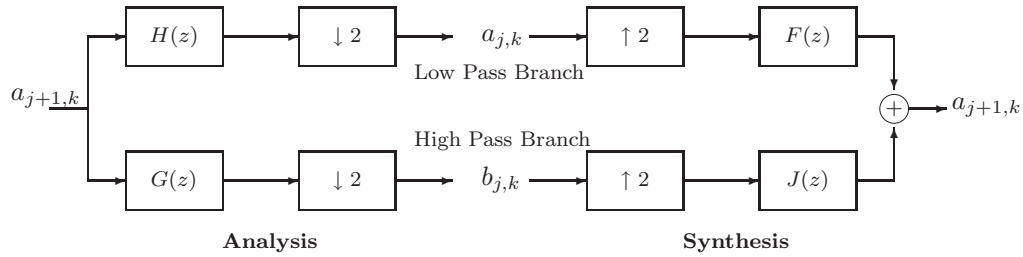 H(z) ↓ 2 a_{j,k} ↑ 2 F(z)
Low Pass Branch
a_{j+1,k} + a_{j+1,k}
High Pass Branch
G(z) ↓ 2 b_{j,k} ↑ 2 J(z)
Analysis Synthesis